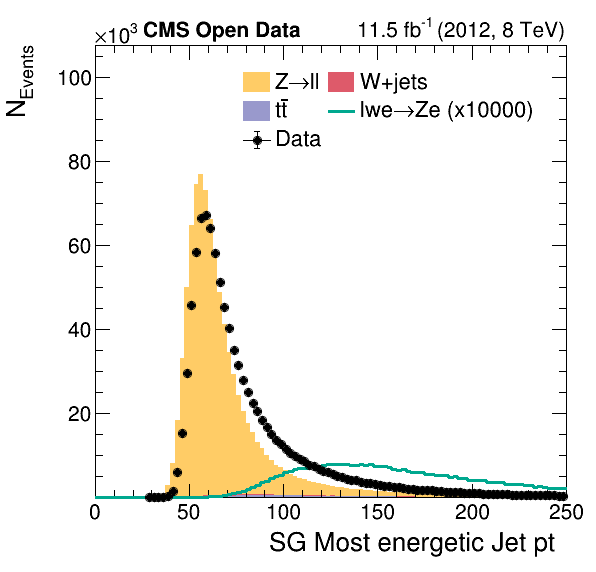 ×10³ CMS Open Data 11.5 fb⁻¹ (2012, 8 TeV)
N_Events
100
80
60
40
20
Z→ll W+jets
tt̄ lwe→Ze (x10000)
Data
0 50 100 150 200 250
SG Most energetic Jet pt